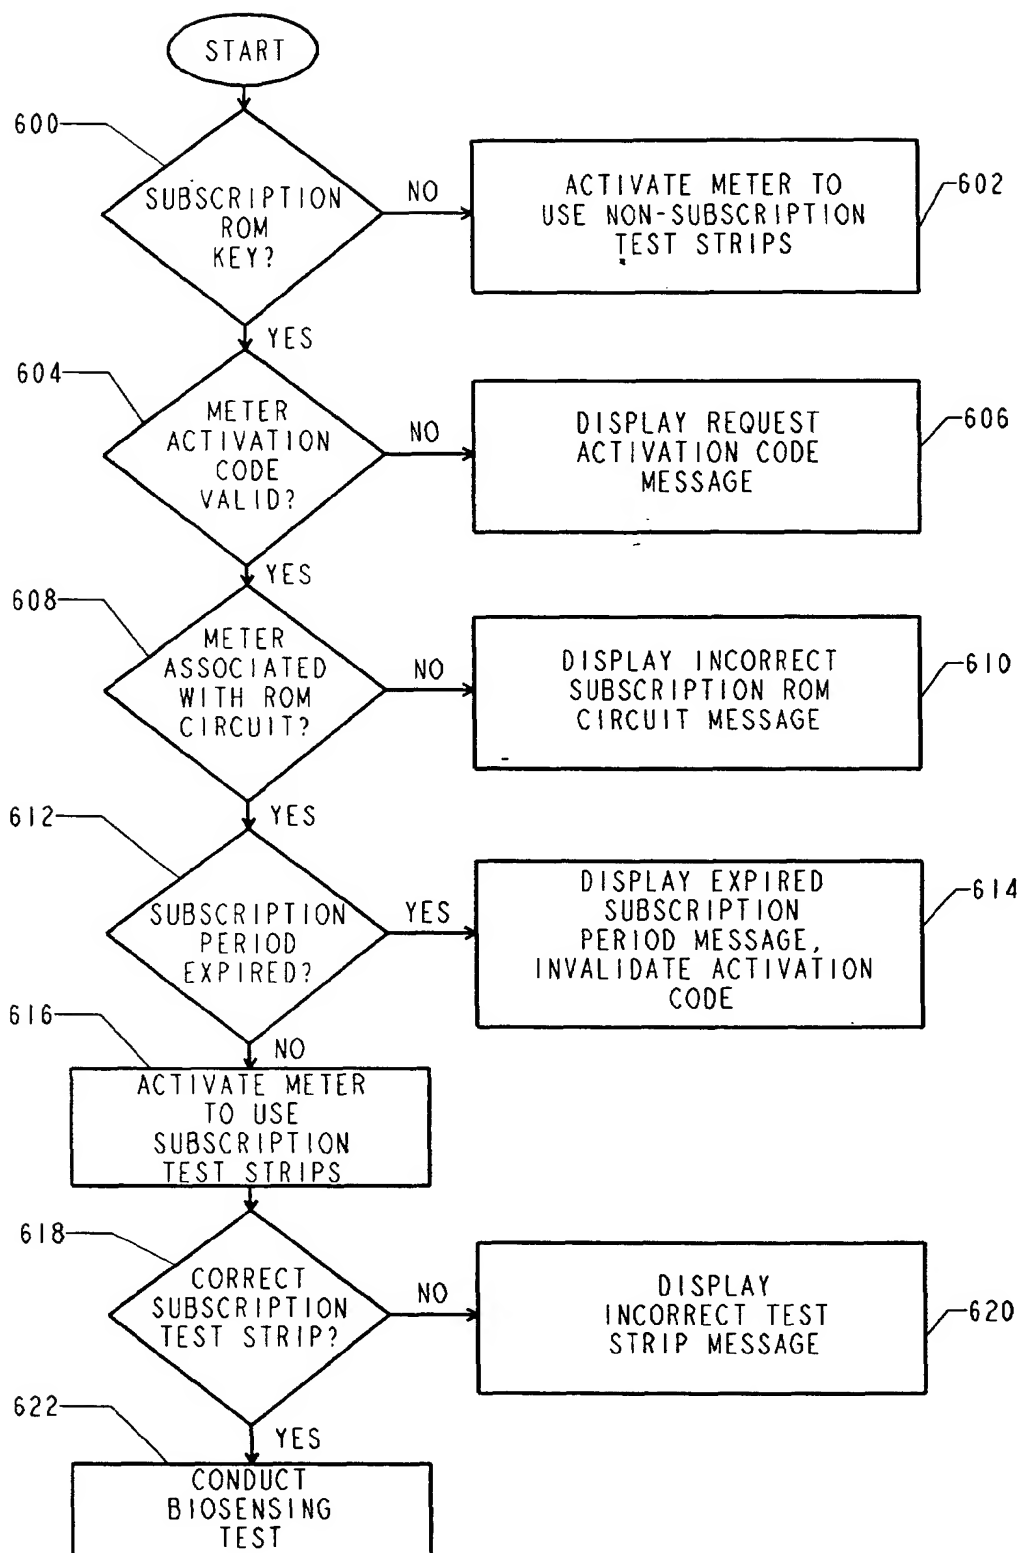 START
600
SUBSCRIPTION
ROM
KEY?
NO
ACTIVATE METER TO
USE NON-SUBSCRIPTION
TEST STRIPS
602
YES
604
METER
ACTIVATION
CODE
VALID?
NO
DISPLAY REQUEST
ACTIVATION CODE
MESSAGE
606
YES
608
METER
ASSOCIATED
WITH ROM
CIRCUIT?
NO
DISPLAY INCORRECT
SUBSCRIPTION ROM
CIRCUIT MESSAGE
610
YES
612
SUBSCRIPTION
PERIOD
EXPIRED?
YES
DISPLAY EXPIRED
SUBSCRIPTION
PERIOD MESSAGE,
INVALIDATE ACTIVATION
CODE
614
NO
616
ACTIVATE METER
TO USE
SUBSCRIPTION
TEST STRIPS
618
CORRECT
SUBSCRIPTION
TEST STRIP?
NO
DISPLAY
INCORRECT TEST
STRIP MESSAGE
620
YES
622
CONDUCT
BIOSENSING
TEST